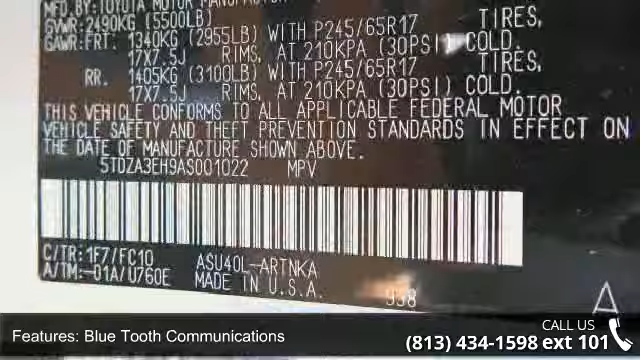 MFD.BY:TOYOTA MOTOR MANUFACT
GVWR:2490KG (5500LB)
GAWR:FRT. 1340KG (2955LB) WITH P245/65R17 TIRES,
17X7.5J RIMS, AT 210KPA (30PSI) COLD.
RR. 1405KG (3100LB) WITH P245/65R17 TIRES,
17X7.5J RIMS, AT 210KPA (30PSI) COLD.
THIS VEHICLE CONFORMS TO ALL APPLICABLE FEDERAL MOTOR
VEHICLE SAFETY AND THEFT PREVENTION STANDARDS IN EFFECT ON
THE DATE OF MANUFACTURE SHOWN ABOVE.
5TDZA3EH9AS001022 MPV
C/TR:1F7/FC10 ASU40L-ARTNKA
A/TM:-01A/U760E MADE IN U.S.A. 938
A
Features: Blue Tooth Communications
CALL US
(813) 434-1598 ext 101